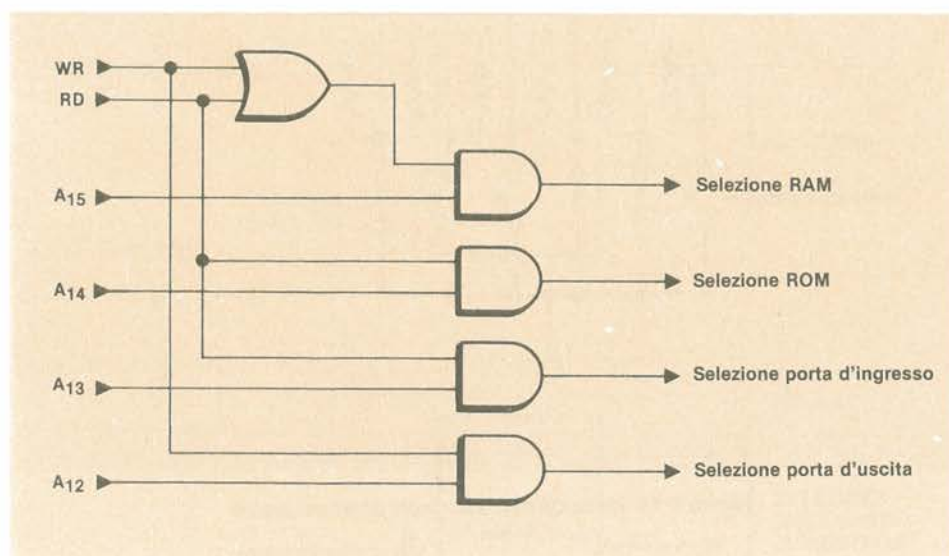 WR
RD
A15
Selezione RAM
A14
Selezione ROM
A13
Selezione porta d'ingresso
A12
Selezione porta d'uscita